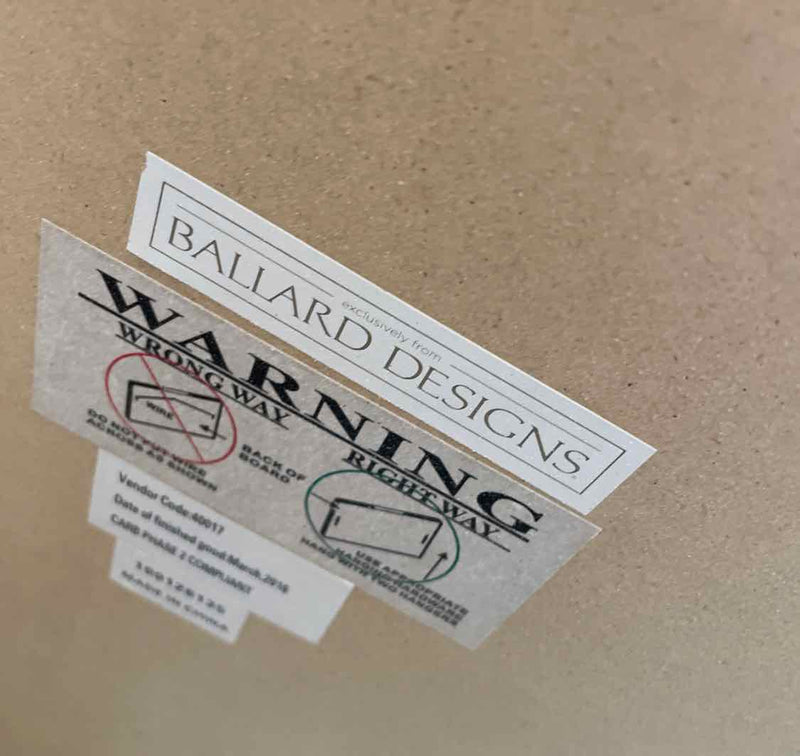 exclusively from
BALLARD DESIGNS
WARNING
WRONG WAY
WIRE
DO NOT PUT WIRE
ACROSS AS SHOWN
BACK OF
BOARD
RIGHT WAY
USE APPROPRIATE
HANG WITH TWO HANGERS
Vendor Code:40017
Date of finished good:March,2018
CARB PHASE 2 COMPLIANT
MADE IN CHINA